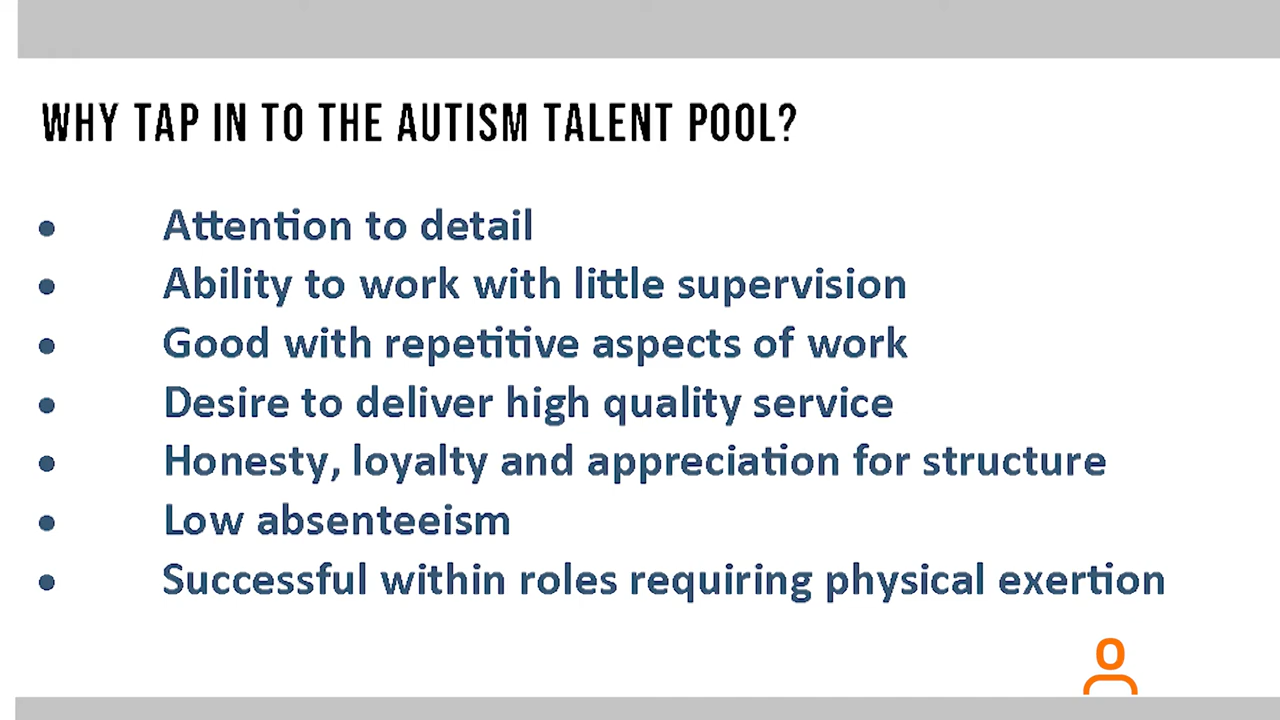 WHY TAP IN TO THE AUTISM TALENT POOL?
• Attention to detail
• Ability to work with little supervision
• Good with repetitive aspects of work
• Desire to deliver high quality service
• Honesty, loyalty and appreciation for structure
• Low absenteeism
• Successful within roles requiring physical exertion